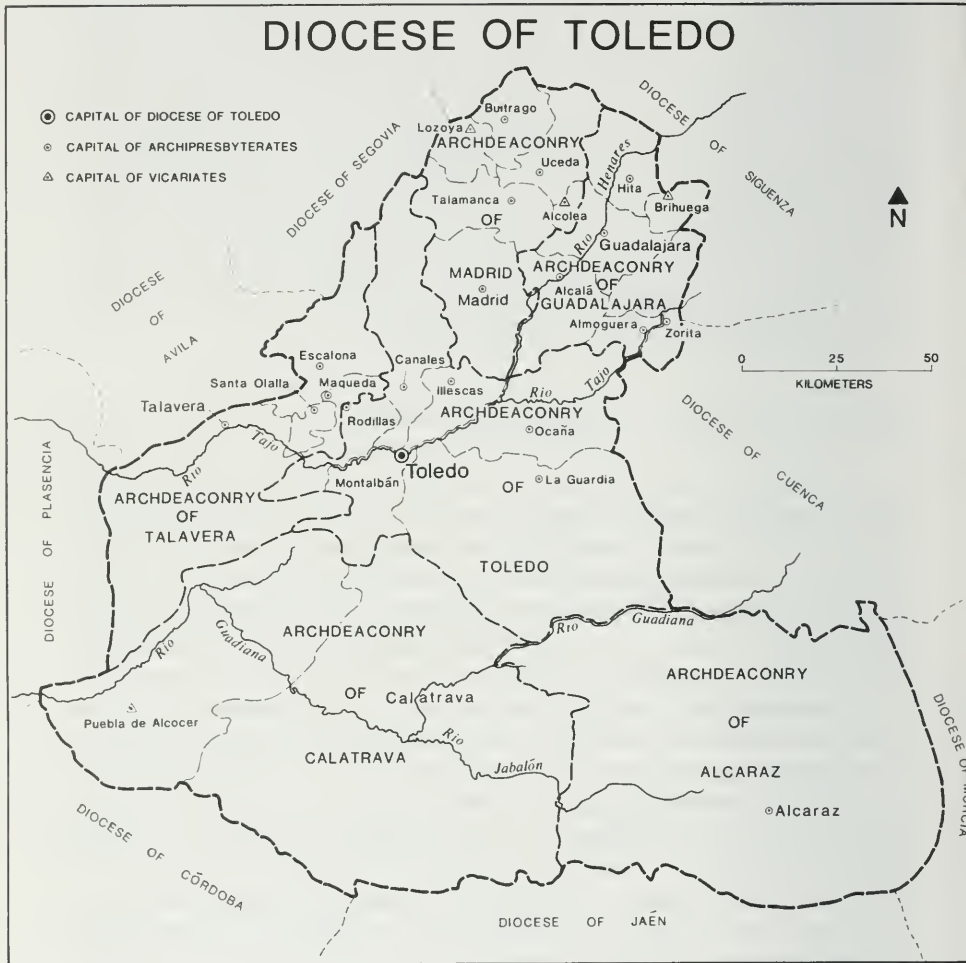 DIOCESE OF TOLEDO
CAPITAL OF DIOCESE OF TOLEDO
CAPITAL OF ARCHIPRESBYTERATES
CAPITAL OF VICARIATES
DIOCESE OF SEGOVIA
DIOCESE OF SIGUENZA
N
Buitrago
Lozoya
ARCHDEACONRY
Uceda
Talamanca
OF
Alcolea
Rio Henares
Hita
Brihuega
Guadalajara
MADRID
Madrid
ARCHDEACONRY
Alcalá
OF
GUADALAJARA
Almoguera
Zorita
DIOCESE OF AVILA
0 25 50
KILOMETERS
Escalona
Canales
Santa Olalla
Maqueda
Illescas
Rio Tajo
Talavera
Rodillas
ARCHDEACONRY
Ocaña
DIOCESE OF CUENCA
Rio Tajo
Toledo
Montalbán
OF
La Guardia
DIOCESE OF PLASENCIA
ARCHDEACONRY
OF
TALAVERA
TOLEDO
Rio Guadiana
Rio Guadiana
ARCHDEACONRY
OF
Calatrava
CALATRAVA
Rio Jabalón
Puebla de Alcocer
ARCHDEACONRY
OF
ALCARAZ
Alcaraz
DIOCESE OF MURCIA
DIOCESE OF CÓRDOBA
DIOCESE OF JAÉN